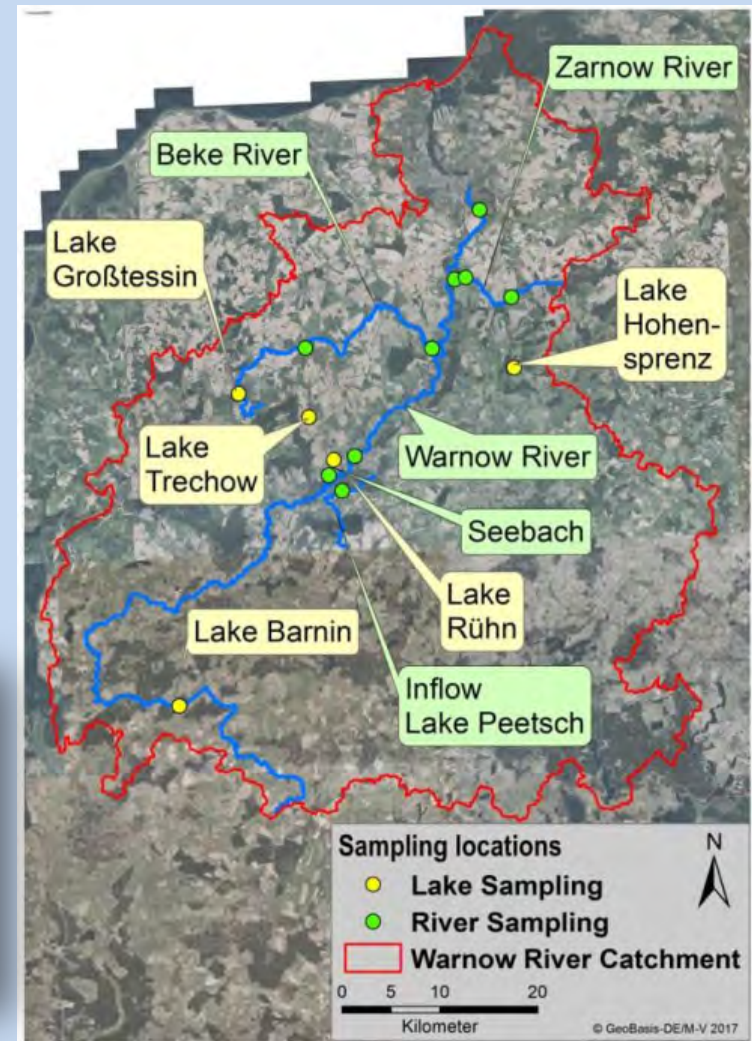 Zarnow River
Beke River
Lake
Großtessin
Lake
Hohen-
sprenz
Lake
Trechow
Warnow River
Seebach
Lake
Rühn
Lake Barnin
Inflow
Lake Peetsch
Sampling locations
N
Lake Sampling
River Sampling
Warnow River Catchment
0 5 10 20
Kilometer
© GeoBasis-DE/M-V 2017